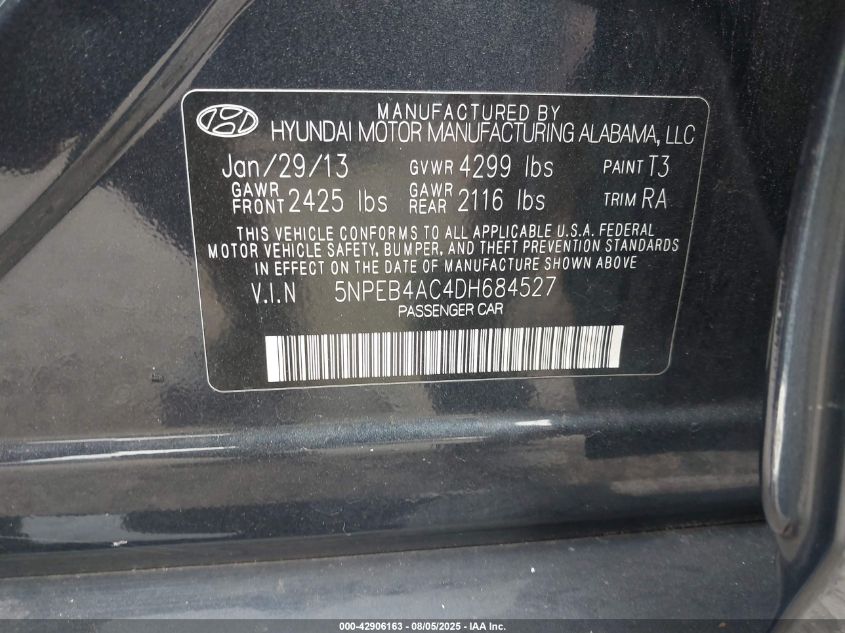 MANUFACTURED BY
HYUNDAI MOTOR MANUFACTURING ALABAMA, LLC
Jan/29/13 GVWR 4299 lbs PAINT T3
GAWR FRONT 2425 lbs GAWR REAR 2116 lbs TRIM RA
THIS VEHICLE CONFORMS TO ALL APPLICABLE U.S.A. FEDERAL
MOTOR VEHICLE SAFETY, BUMPER, AND THEFT PREVENTION STANDARDS
IN EFFECT ON THE DATE OF MANUFACTURE SHOWN ABOVE.
V.I.N 5NPEB4AC4DH684527
PASSENGER CAR
000-42906163 - 08/05/2025 - IAA Inc.